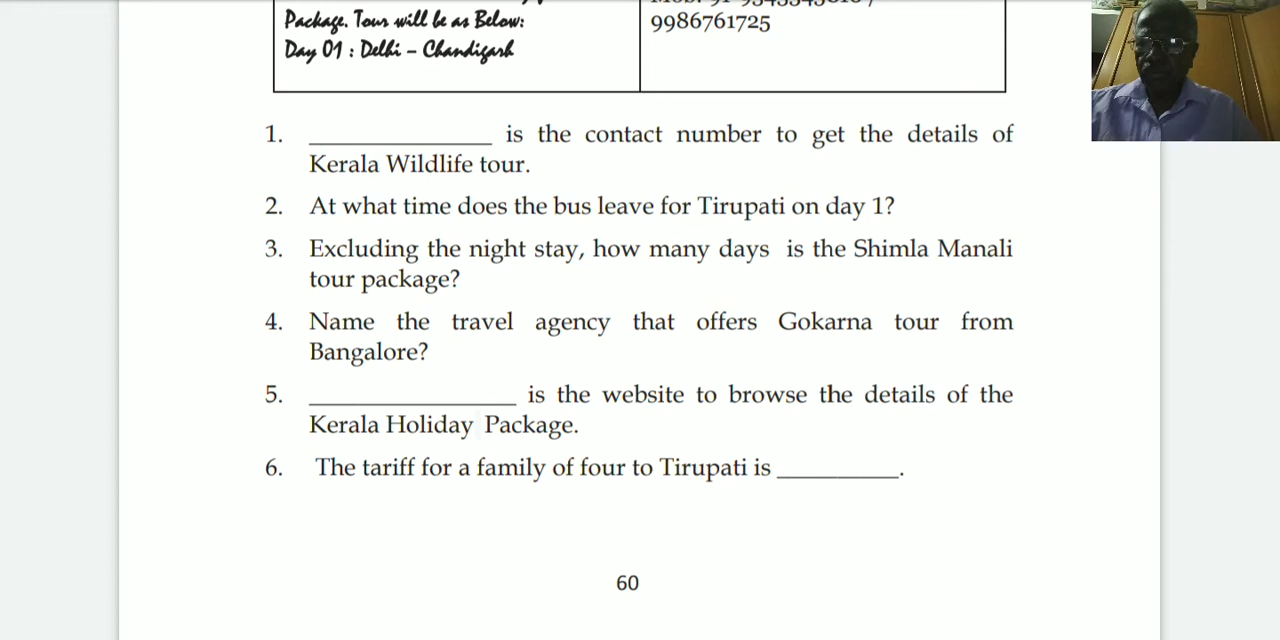 Package. Tour will be as Below:
Day 01 : Delhi – Chandigarh
9986761725
1. ______________ is the contact number to get the details of
Kerala Wildlife tour.
2. At what time does the bus leave for Tirupati on day 1?
3. Excluding the night stay, how many days is the Shimla Manali
tour package?
4. Name the travel agency that offers Gokarna tour from
Bangalore?
5. ________________ is the website to browse the details of the
Kerala Holiday Package.
6. The tariff for a family of four to Tirupati is _________.
60